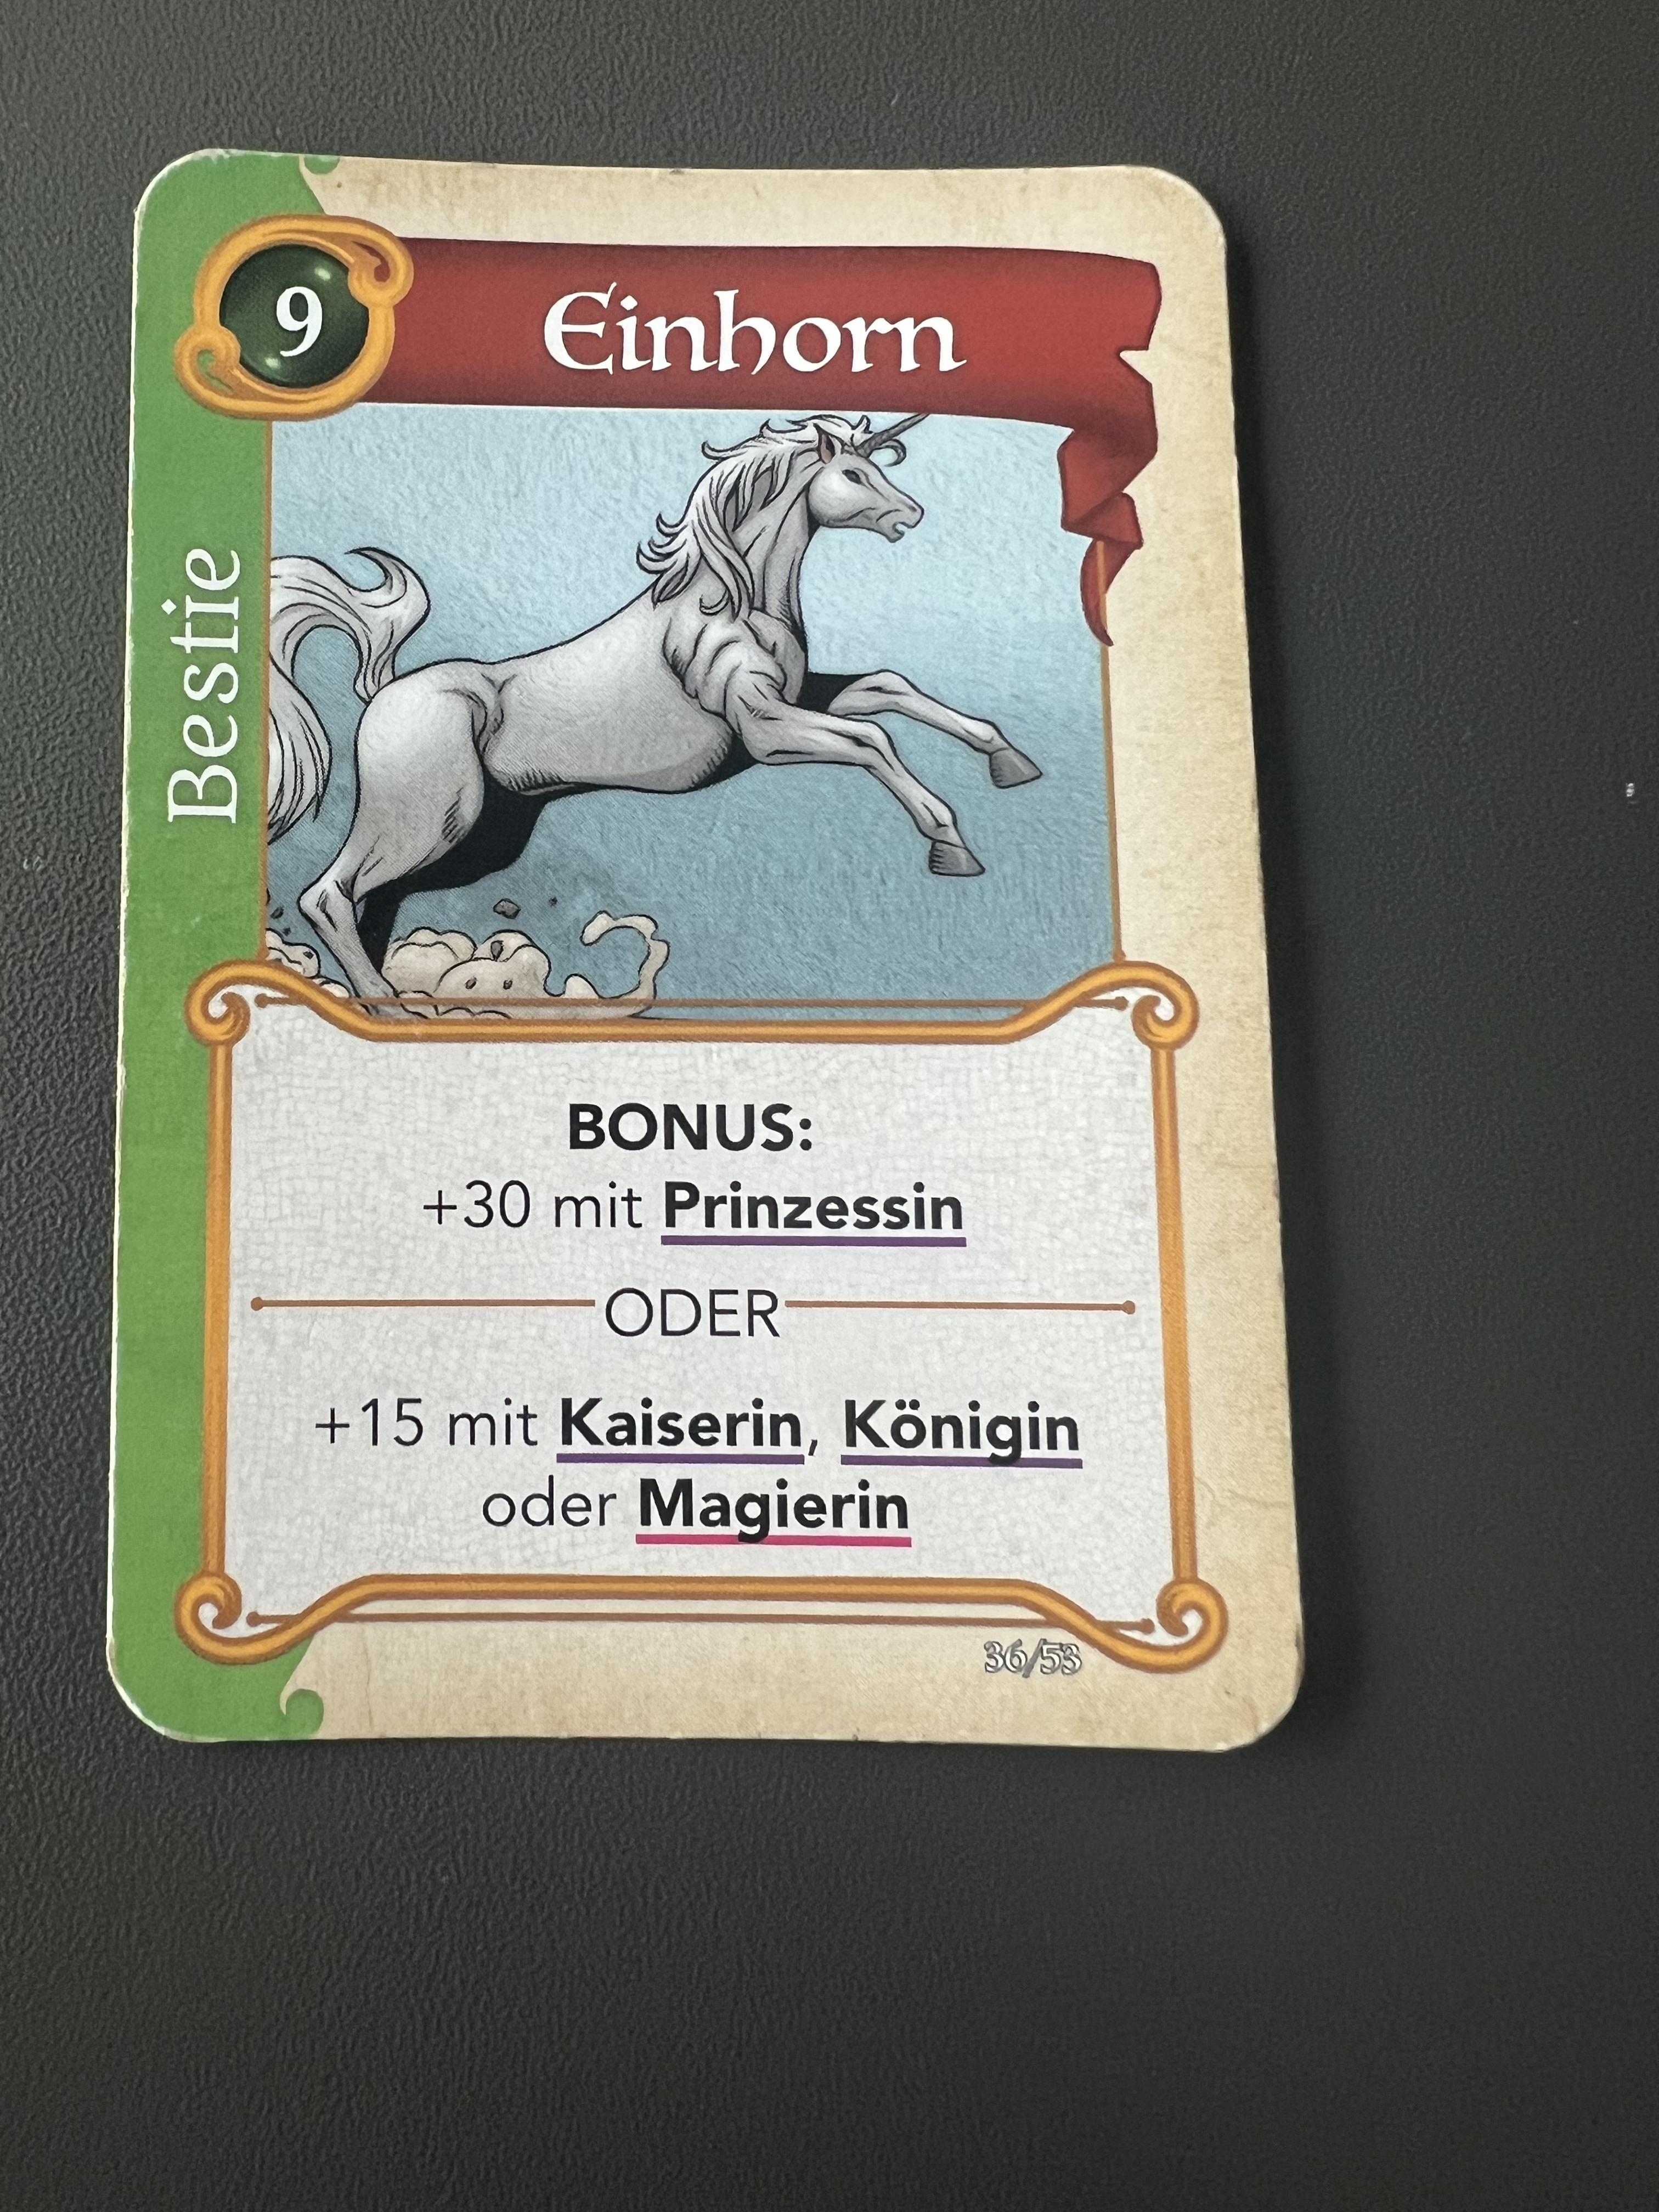 9
Einhorn
Bestie
BONUS:
+30 mit Prinzessin
ODER
+15 mit Kaiserin, Königin
oder Magierin
36/53